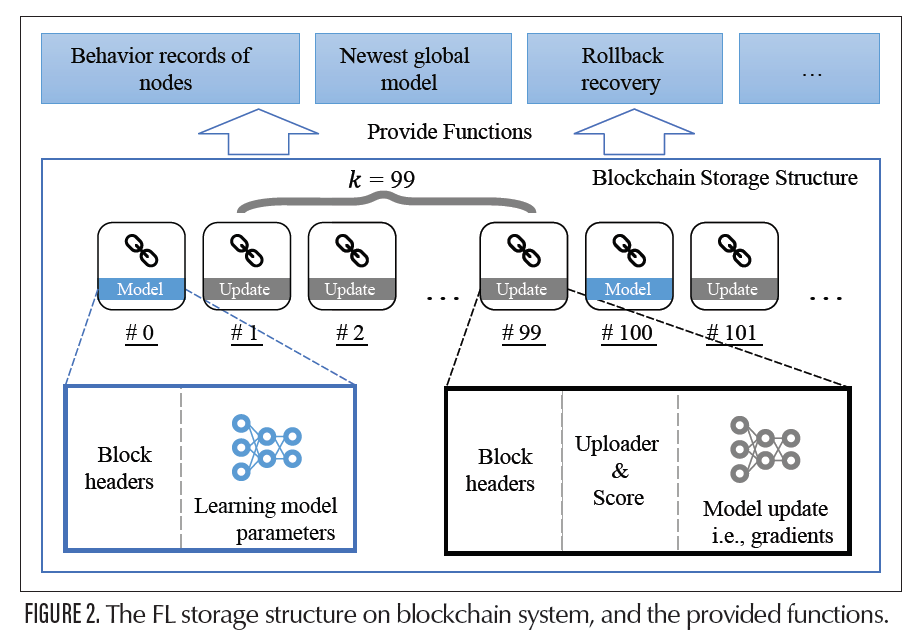 Behavior records of
nodes
Newest global
model
Rollback
recovery
...
Provide Functions
k = 99
Blockchain Storage Structure
Model
Update
Update
...
Update
Model
Update
...
# 0
# 1
# 2
# 99
# 100
# 101
Block
headers
Learning model
parameters
Block
headers
Uploader
&
Score
Model update
i.e., gradients
FIGURE 2. The FL storage structure on blockchain system, and the provided functions.